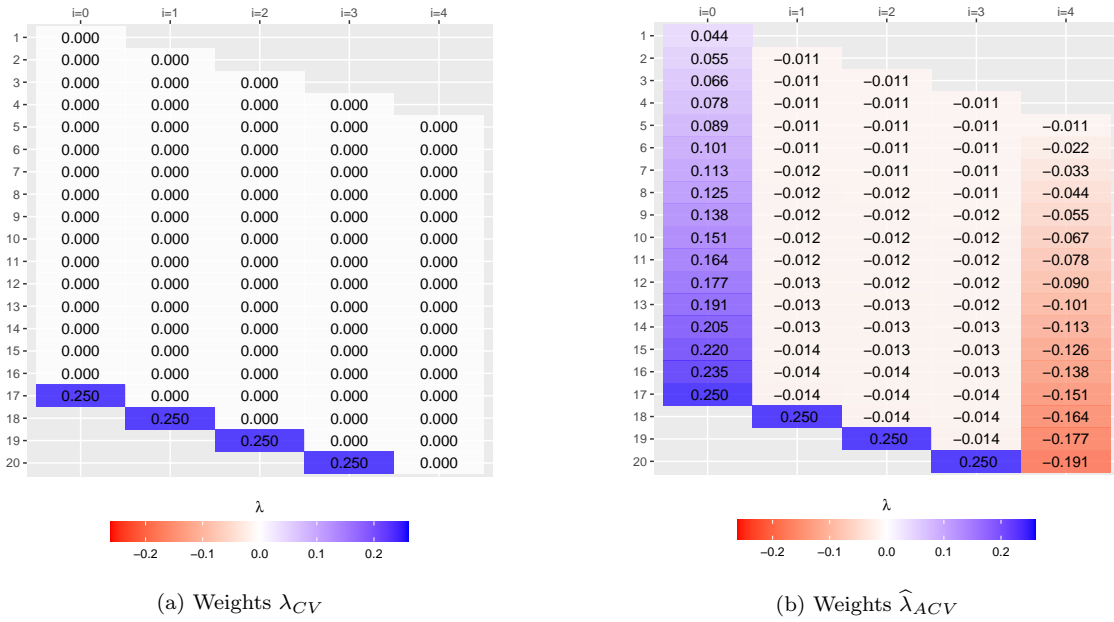 i=0 i=1 i=2 i=3 i=4
1 0.000
2 0.000 0.000
3 0.000 0.000 0.000
4 0.000 0.000 0.000 0.000
5 0.000 0.000 0.000 0.000 0.000
6 0.000 0.000 0.000 0.000 0.000
7 0.000 0.000 0.000 0.000 0.000
8 0.000 0.000 0.000 0.000 0.000
9 0.000 0.000 0.000 0.000 0.000
10 0.000 0.000 0.000 0.000 0.000
11 0.000 0.000 0.000 0.000 0.000
12 0.000 0.000 0.000 0.000 0.000
13 0.000 0.000 0.000 0.000 0.000
14 0.000 0.000 0.000 0.000 0.000
15 0.000 0.000 0.000 0.000 0.000
16 0.000 0.000 0.000 0.000 0.000
17 0.250 0.000 0.000 0.000 0.000
18 0.250 0.000 0.000 0.000
19 0.250 0.000 0.000
20 0.250 0.000
λ
−0.2 −0.1 0.0 0.1 0.2
(a) Weights λ_CV
i=0 i=1 i=2 i=3 i=4
1 0.044
2 0.055 −0.011
3 0.066 −0.011 −0.011
4 0.078 −0.011 −0.011 −0.011
5 0.089 −0.011 −0.011 −0.011 −0.011
6 0.101 −0.011 −0.011 −0.011 −0.022
7 0.113 −0.012 −0.011 −0.011 −0.033
8 0.125 −0.012 −0.012 −0.011 −0.044
9 0.138 −0.012 −0.012 −0.012 −0.055
10 0.151 −0.012 −0.012 −0.012 −0.067
11 0.164 −0.012 −0.012 −0.012 −0.078
12 0.177 −0.013 −0.013 −0.012 −0.090
13 0.191 −0.013 −0.013 −0.012 −0.101
14 0.205 −0.013 −0.013 −0.013 −0.113
15 0.220 −0.014 −0.013 −0.013 −0.126
16 0.235 −0.014 −0.014 −0.013 −0.138
17 0.250 −0.014 −0.014 −0.014 −0.151
18 0.250 −0.014 −0.014 −0.164
19 0.250 −0.014 −0.177
20 0.250 −0.191
λ
−0.2 −0.1 0.0 0.1 0.2
(b) Weights λ̂_ACV